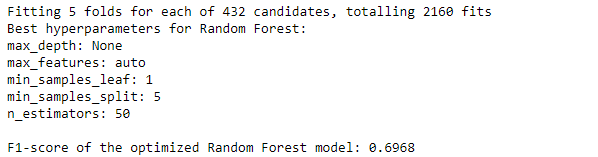 Fitting 5 folds for each of 432 candidates, totalling 2160 fits
Best hyperparameters for Random Forest:
max_depth: None
max_features: auto
min_samples_leaf: 1
min_samples_split: 5
n_estimators: 50
F1-score of the optimized Random Forest model: 0.6968